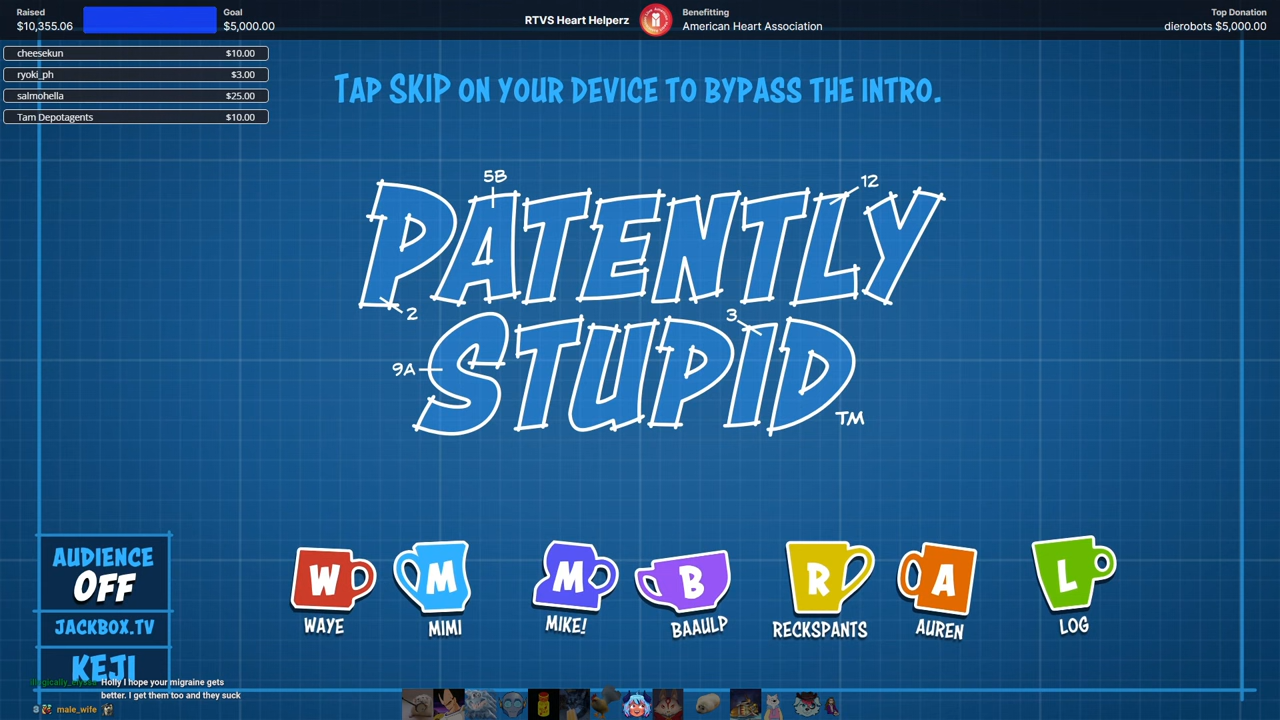 Raised
$10,355.06
Goal
$5,000.00
RTVS Heart Helperz
Benefitting
American Heart Association
Top Donation
dierobots $5,000.00
cheesekun $10.00
ryoki_ph $3.00
salmohella $25.00
Tam Depotagents $10.00
TAP SKIP ON YOUR DEVICE TO BYPASS THE INTRO.
5B
12
PATENTLY
2
3
9A
STUPID
TM
AUDIENCE
OFF
JACKBOX.TV
KEJI
W
M
M
B
R
A
L
WAYE
MIMI
MIKE!
BAAULP
RECKSPANTS
AUREN
LOG
Holly I hope your migraine gets
better. I get them too and they suck
3 male_wife